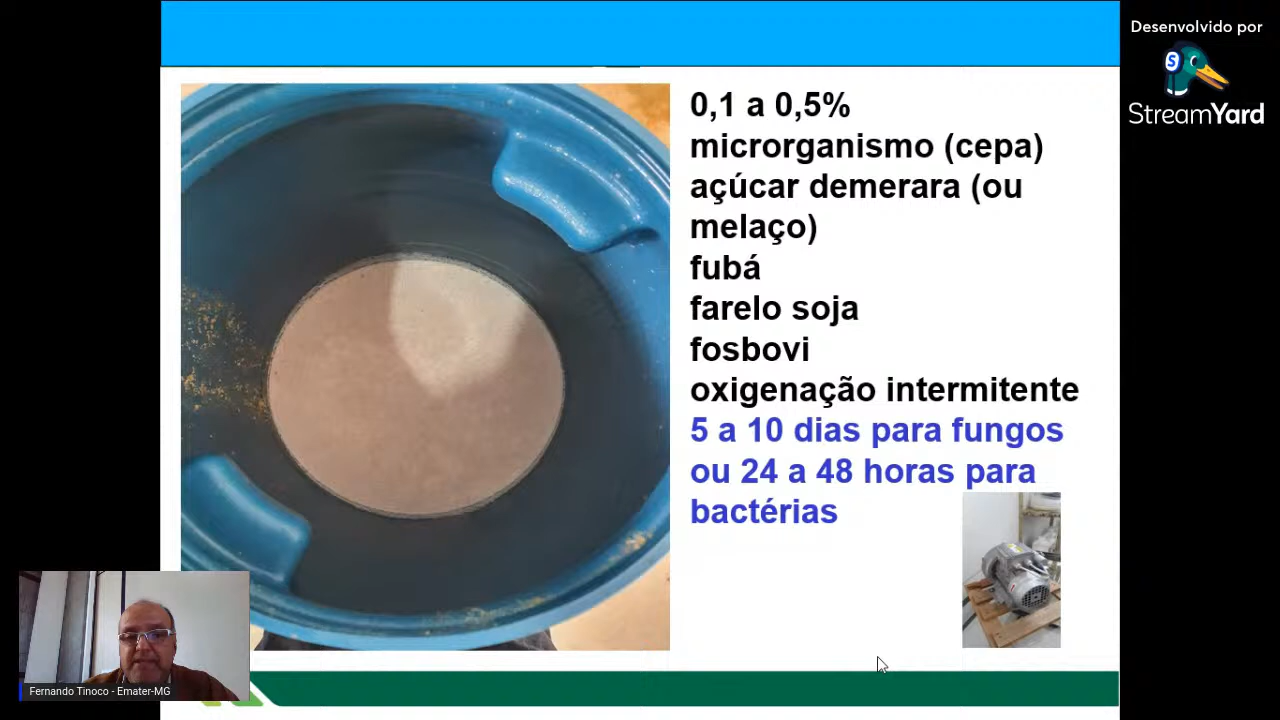 Desenvolvido por
S
StreamYard
0,1 a 0,5%
microrganismo (cepa)
açúcar demerara (ou
melaço)
fubá
farelo soja
fosbovi
oxigenação intermitente
5 a 10 dias para fungos
ou 24 a 48 horas para
bactérias
Fernando Tinoco - Emater-MG